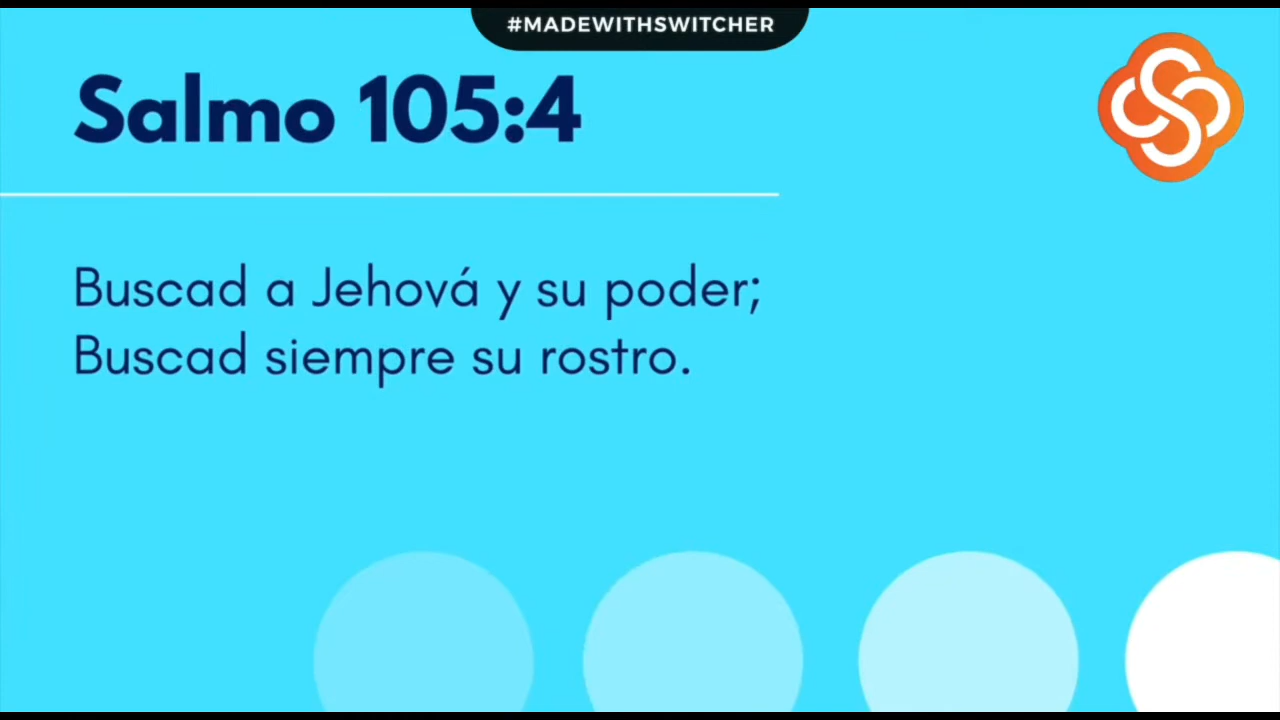 #MADEWITHSWITCHER
Salmo 105:4
Buscad a Jehová y su poder;
Buscad siempre su rostro.